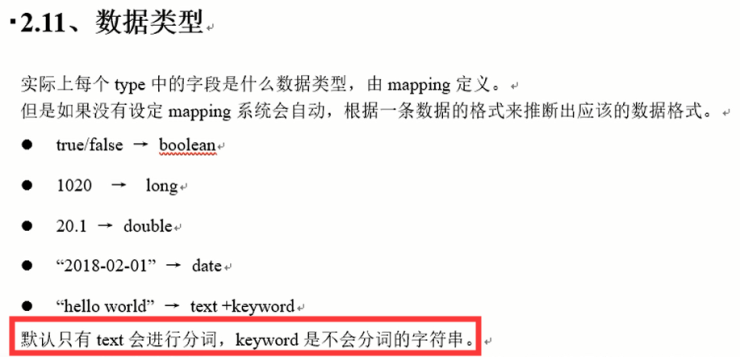 ▪2.11、数据类型
实际上每个 type 中的字段是什么数据类型，由 mapping 定义。
但是如果没有设定 mapping 系统会自动，根据一条数据的格式来推断出应该的数据格式。
● true/false → boolean
● 1020 → long
● 20.1 → double
● “2018-02-01” → date
● “hello world” → text +keyword
默认只有 text 会进行分词，keyword 是不会分词的字符串。